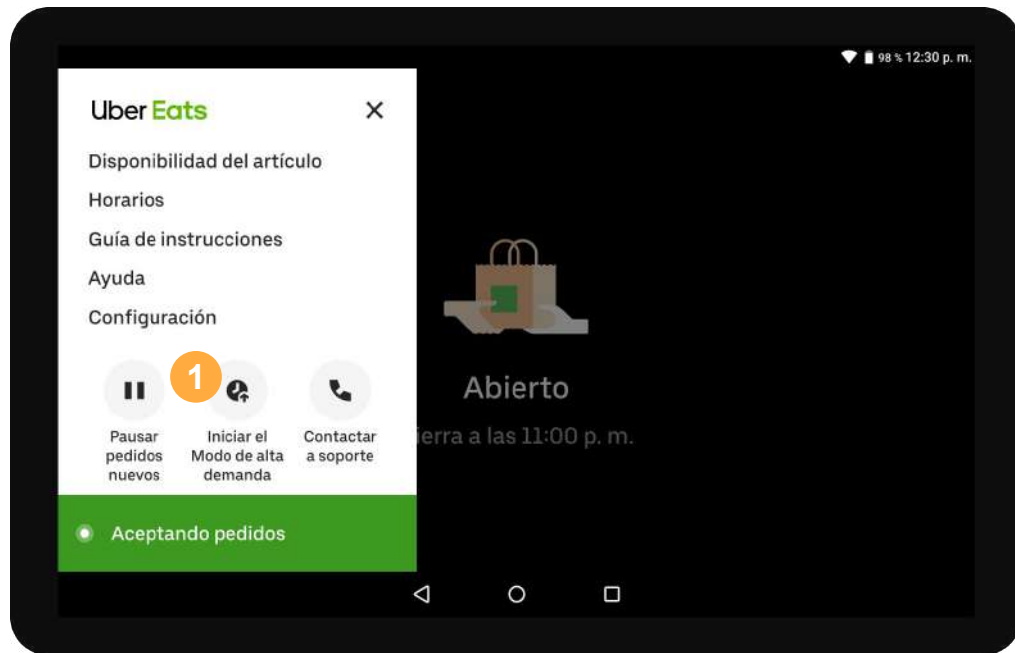 98 % 12:30 p. m.
Uber Eats
Disponibilidad del artículo
Horarios
Guía de instrucciones
Ayuda
Configuración
1
Pausar
pedidos
nuevos
Iniciar el
Modo de alta
demanda
Contactar
a soporte
Aceptando pedidos
Abierto
ierra a las 11:00 p. m.